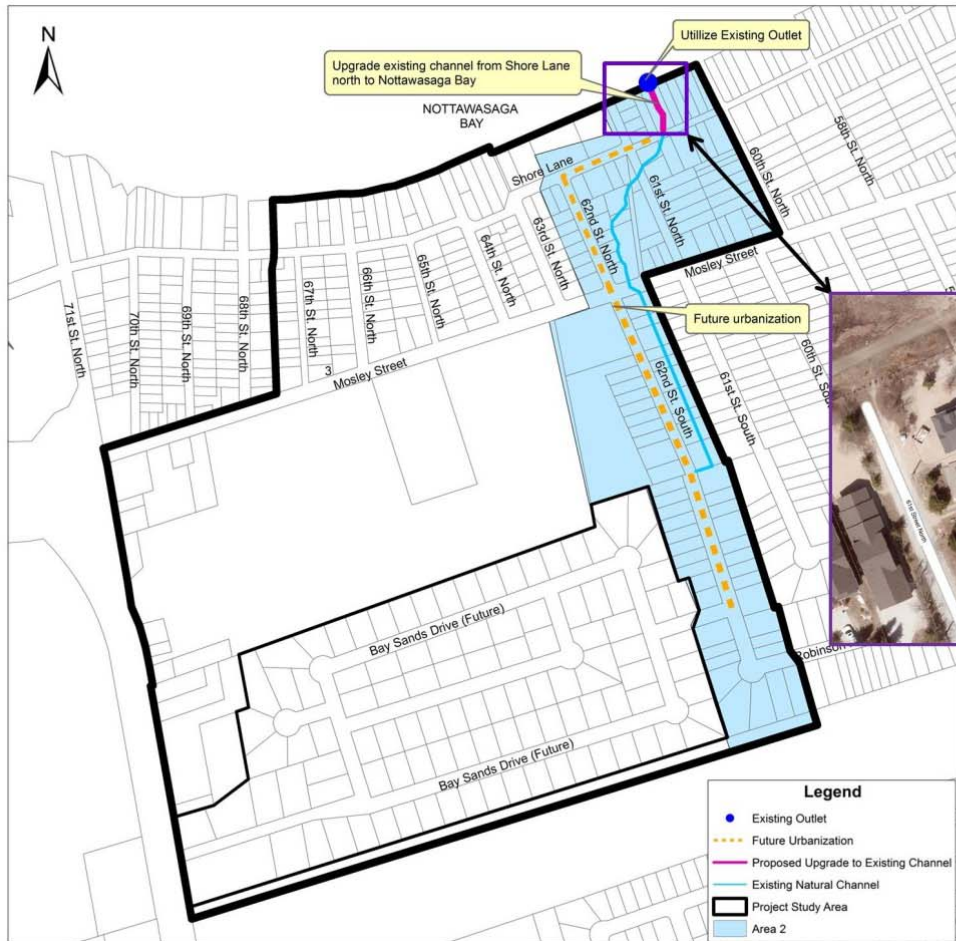 N
Utillize Existing Outlet
Upgrade existing channel from Shore Lane
north to Nottawasaga Bay
NOTTAWASAGA
BAY
Shore Lane
58th St. North
60th St. North
61st St. North
62nd St. North
63rd St. North
64th St. North
65th St. North
66th St. North
67th St. North
68th St. North
69th St. North
70th St. North
71st St. North
Mosley Street
Future urbanization
3
Mosley Street
62nd St. South
61st St. South
60th St. South
61st Street North
Bay Sands Drive (Future)
Robinson
Bay Sands Drive (Future)
Legend
Existing Outlet
Future Urbanization
Proposed Upgrade to Existing Channel
Existing Natural Channel
Project Study Area
Area 2